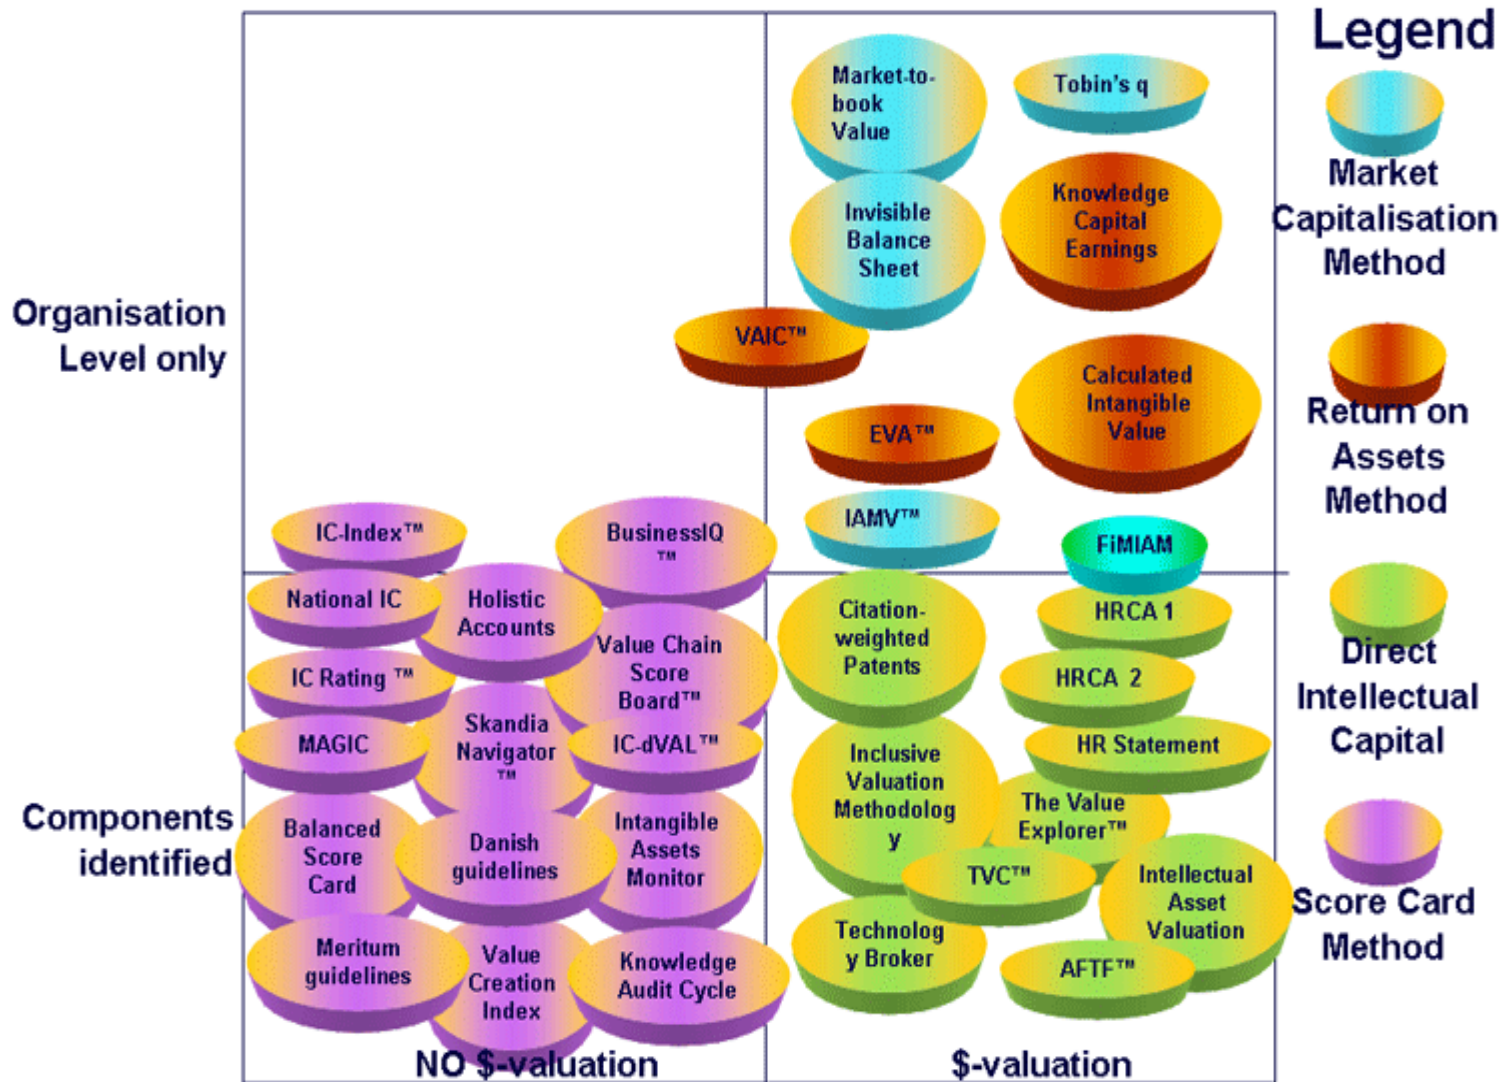 Legend
Market-to-
book
Value
Tobin's q
Invisible
Balance
Sheet
Knowledge
Capital
Earnings
Market
Capitalisation
Method
Organisation
Level only
VAIC™
Calculated
Intangible
Value
EVA™
Return on
Assets
Method
IAMV™
FiMIAM
IC-Index™
BusinessIQ
™
National IC
Holistic
Accounts
Value Chain
Score
Board™
IC Rating ™
Skandia
Navigator
™
MAGIC
IC-dVAL™
Citation-
weighted
Patents
HRCA 1
HRCA 2
HR Statement
Direct
Intellectual
Capital
Inclusive
Valuation
Methodolog
y
The Value
Explorer™
Components
identified
Balanced
Score
Card
Danish
guidelines
Intangible
Assets
Monitor
TVC™
Intellectual
Asset
Valuation
Score Card
Method
Meritum
guidelines
Value
Creation
Index
Knowledge
Audit Cycle
Technolog
y Broker
AFTF™
NO $-valuation
$-valuation